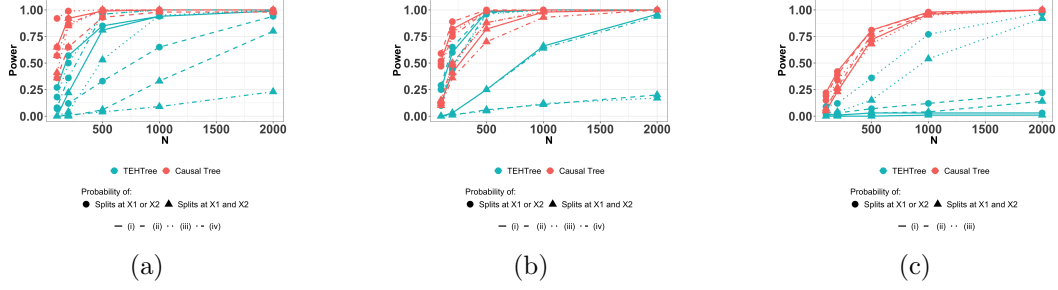 1.00 1.00 1.00
0.75 0.75 0.75
Power Power Power
0.50 0.50 0.50
0.25 0.25 0.25
0.00 0.00 0.00
500 1000 1500 2000 500 1000 1500 2000 500 1000 1500 2000
N N N
TEHTree Causal Tree TEHTree Causal Tree TEHTree Causal Tree
Probability of: Probability of: Probability of:
Splits at X1 or X2 Splits at X1 and X2 Splits at X1 or X2 Splits at X1 and X2 Splits at X1 or X2 Splits at X1 and X2
(i) (ii) (iii) (iv) (i) (ii) (iii) (iv) (i) (ii) (iii)
(a) (b) (c)